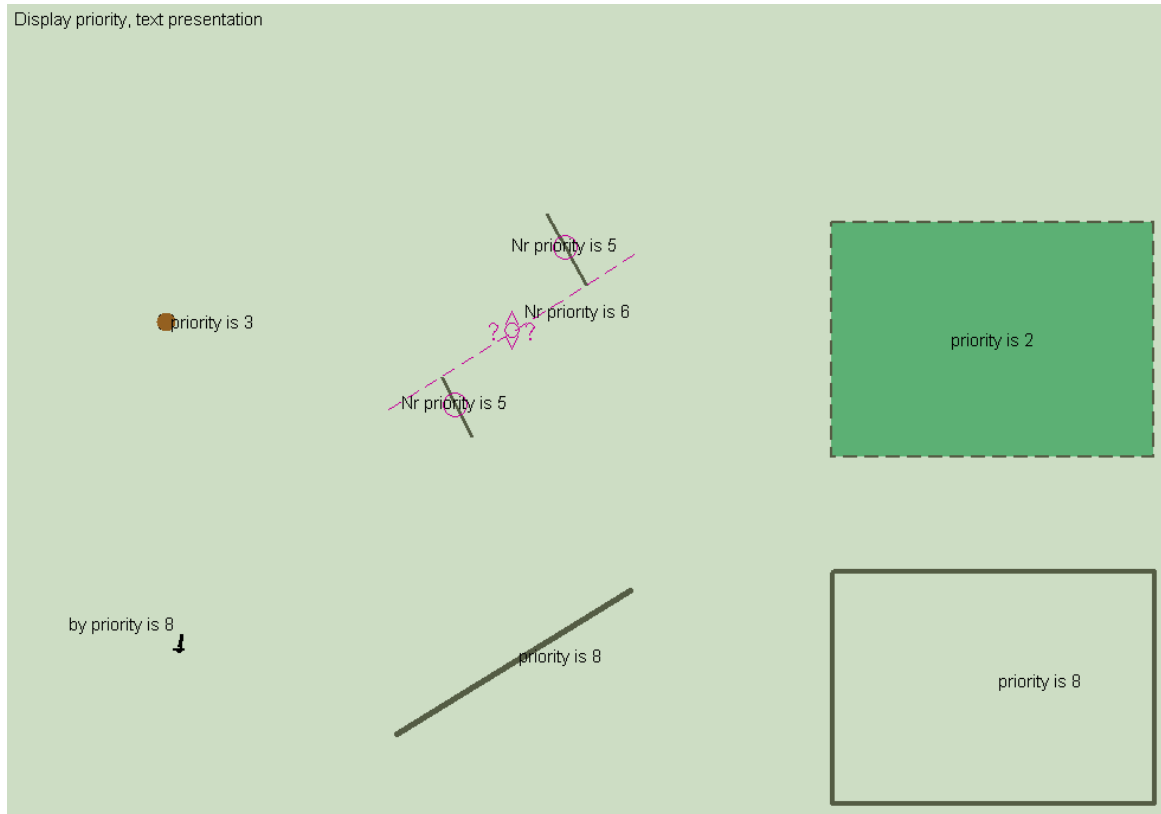 Display priority, text presentation
Nr priority is 5
Nr priority is 6
priority is 3
? ?
priority is 2
Nr priority is 5
by priority is 8
priority is 8
priority is 8